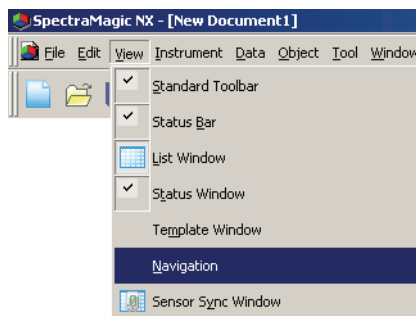 SpectraMagic NX - [New Document1]
File Edit View Instrument Data Object Tool Window
Standard Toolbar
Status Bar
List Window
Status Window
Template Window
Navigation
Sensor Sync Window